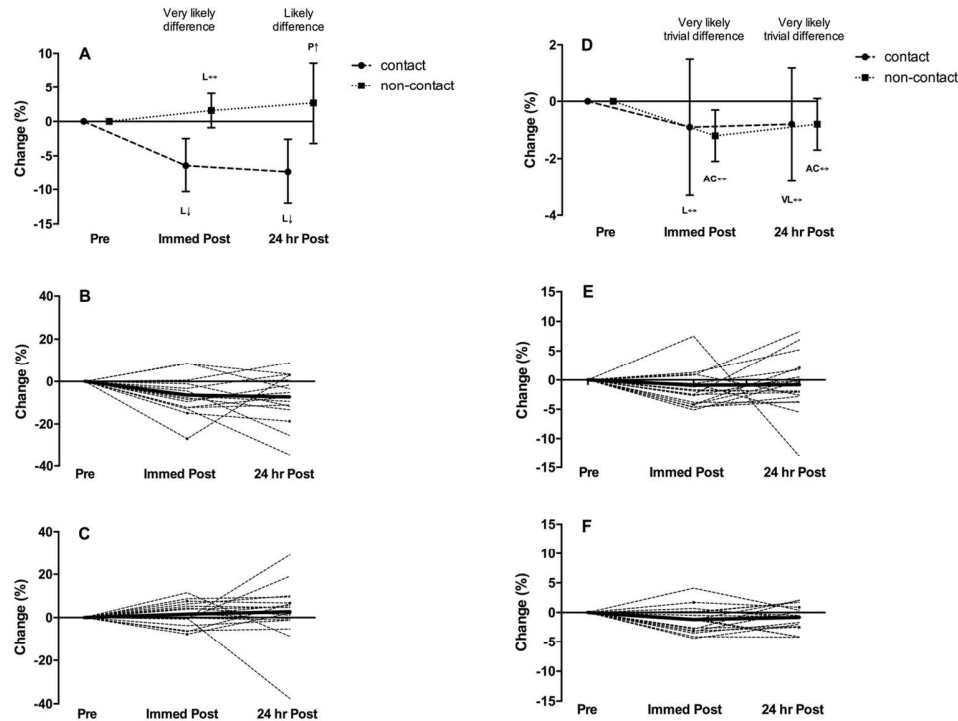 Very likely
difference
Likely
difference
A
P↑
10
L↔
contact
5
non-contact
0
Change (%)
-5
-10
L↓
L↓
-15
Pre
Immed Post
24 hr Post
Very likely
trivial difference
Very likely
trivial difference
D
2
contact
non-contact
0
Change (%)
-2
AC↔
AC↔
VL↔
L↔
-4
Pre
Immed Post
24 hr Post
B
40
20
0
Change (%)
-20
-40
Pre
Immed Post
24 hr Post
E
15
10
5
0
Change (%)
-5
-10
-15
Pre
Immed Post
24 hr Post
C
40
20
0
Change (%)
-20
-40
Pre
Immed Post
24 hr Post
F
15
10
5
0
Change (%)
-5
-10
-15
Pre
Immed Post
24 hr Post